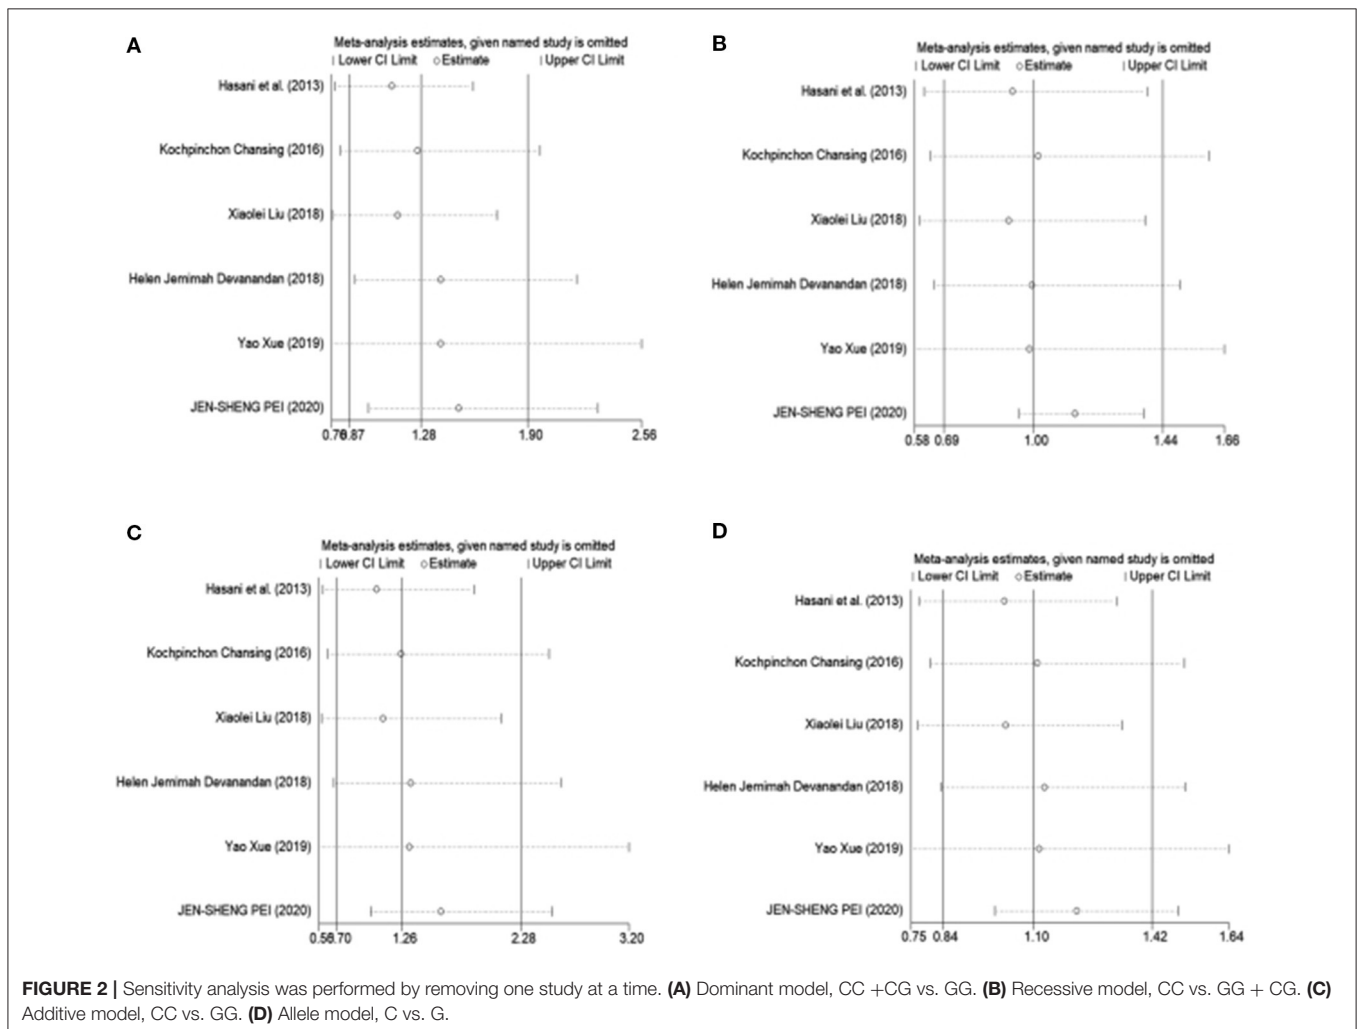 A
Meta-analysis estimates, given named study is omitted
| Lower CI Limit ○ Estimate | Upper CI Limit
Hasani et al. (2013)
Kochpinchon Chansing (2016)
Xiaolei Liu (2018)
Helen Jemimah Devanandan (2018)
Yao Xue (2019)
JEN-SHENG PEI (2020)
0.76 0.87 1.28 1.90 2.56
B
Meta-analysis estimates, given named study is omitted
| Lower CI Limit ○ Estimate | Upper CI Limit
Hasani et al. (2013)
Kochpinchon Chansing (2016)
Xiaolei Liu (2018)
Helen Jemimah Devanandan (2018)
Yao Xue (2019)
JEN-SHENG PEI (2020)
0.58 0.69 1.00 1.44 1.66
C
Meta-analysis estimates, given named study is omitted
| Lower CI Limit ○ Estimate | Upper CI Limit
Hasani et al. (2013)
Kochpinchon Chansing (2016)
Xiaolei Liu (2018)
Helen Jemimah Devanandan (2018)
Yao Xue (2019)
JEN-SHENG PEI (2020)
0.56 0.70 1.26 2.28 3.20
D
Meta-analysis estimates, given named study is omitted
| Lower CI Limit ○ Estimate | Upper CI Limit
Hasani et al. (2013)
Kochpinchon Chansing (2016)
Xiaolei Liu (2018)
Helen Jemimah Devanandan (2018)
Yao Xue (2019)
JEN-SHENG PEI (2020)
0.75 0.84 1.10 1.42 1.64
FIGURE 2 | Sensitivity analysis was performed by removing one study at a time. (A) Dominant model, CC +CG vs. GG. (B) Recessive model, CC vs. GG + CG. (C)
Additive model, CC vs. GG. (D) Allele model, C vs. G.